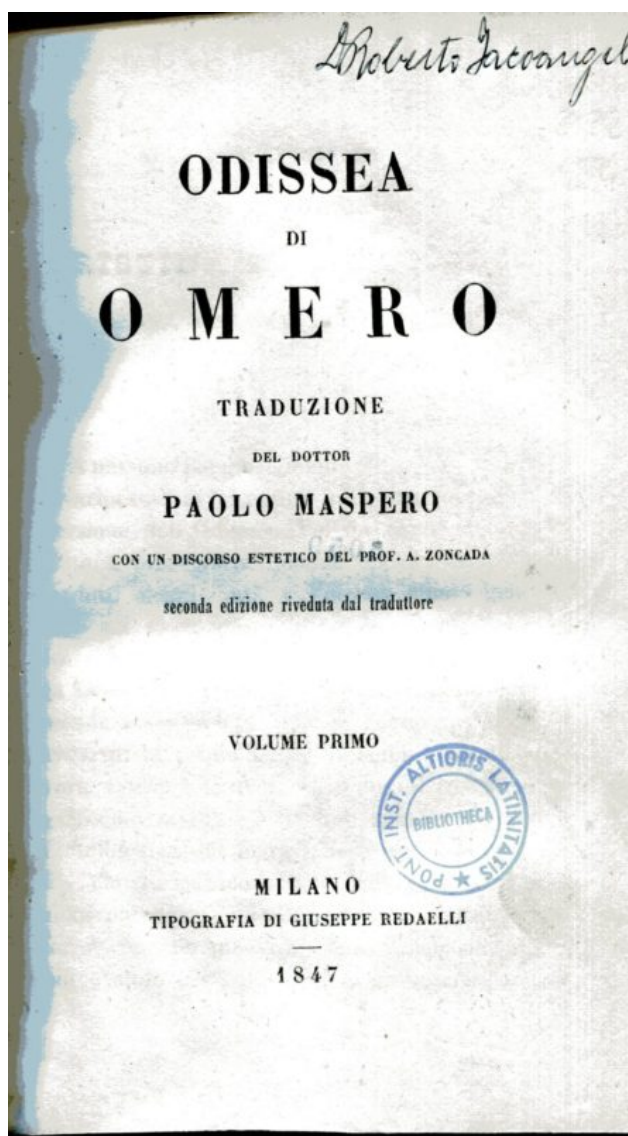 D Roberto Iacoangel
ODISSEA
DI
OMERO
TRADUZIONE
DEL DOTTOR
PAOLO MASPERO
CON UN DISCORSO ESTETICO DEL PROF. A. ZONCADA
seconda edizione riveduta dal traduttore
VOLUME PRIMO
PONT. INST. ALTIORIS LATINITATIS
BIBLIOTHECA
MILANO
TIPOGRAFIA DI GIUSEPPE REDAELLI
1847